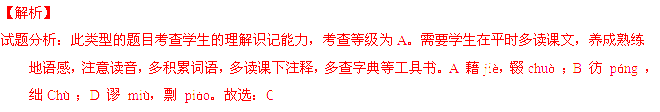 【解析】
试题分析：此类型的题目考查学生的理解识记能力，考查等级为 A。需要学生在平时多读课文，养成熟练
地语感，注意读音，多积累词语，多读课下注释，多查字典等工具书。A 藉 jiè，辍 chuò ；B 彷 páng ，
绌 Chù ；D 谬 miù，剽 piáo。故选：C